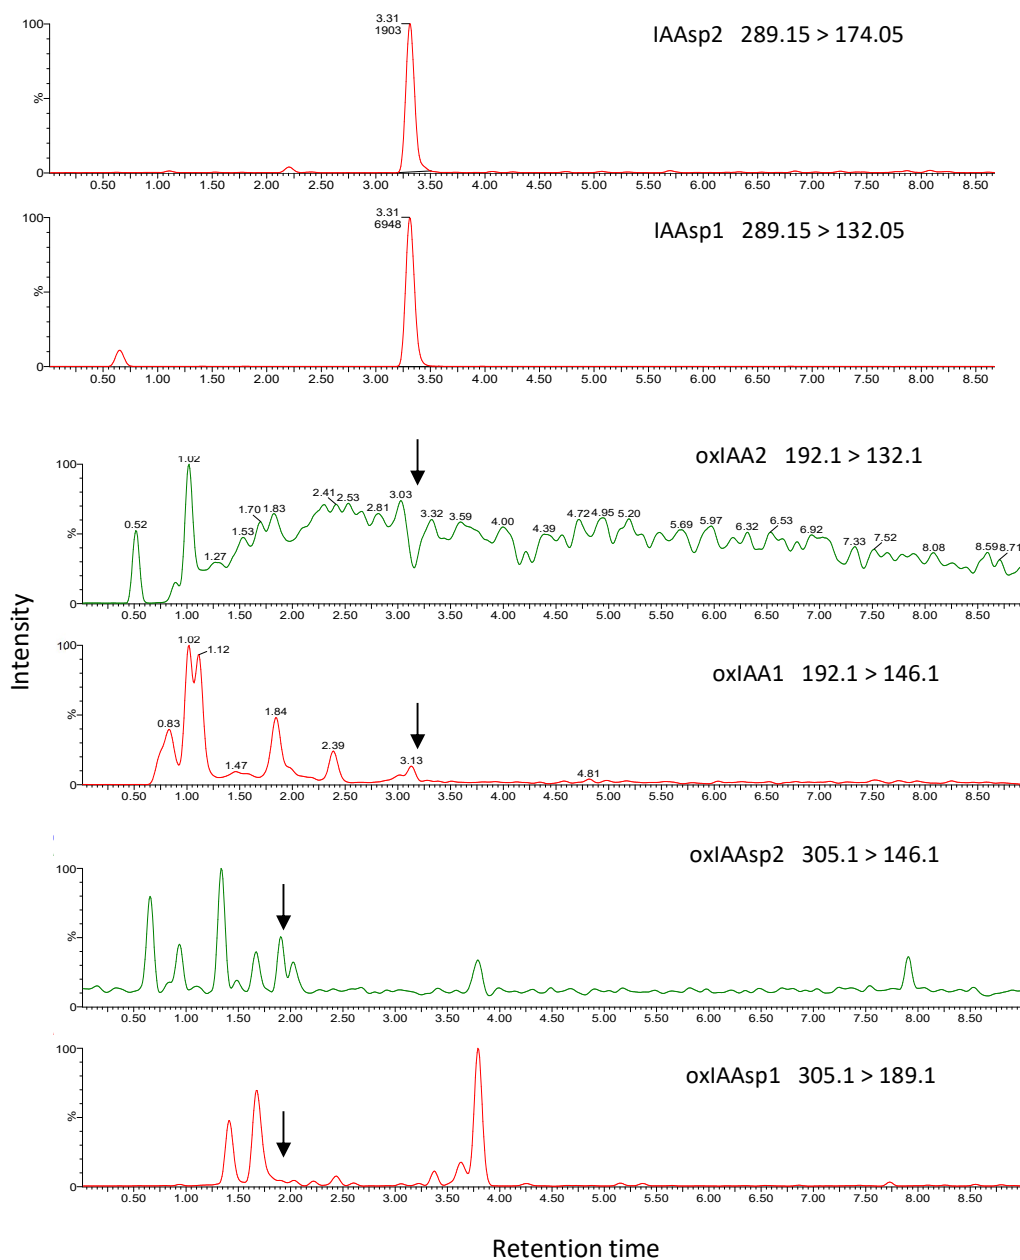 IAAsp2 289.15 > 174.05
3.31
1903
100
%
0
0.50 1.00 1.50 2.00 2.50 3.00 3.50 4.00 4.50 5.00 5.50 6.00 6.50 7.00 7.50 8.00 8.50
IAAsp1 289.15 > 132.05
3.31
6948
100
%
0
0.50 1.00 1.50 2.00 2.50 3.00 3.50 4.00 4.50 5.00 5.50 6.00 6.50 7.00 7.50 8.00 8.50
oxIAA2 192.1 > 132.1
100
%
0
0.52 1.02 1.27 1.53 1.70 1.83 2.41 2.53 2.81 3.03 3.32 3.59 4.00 4.39 4.72 4.95 5.20 5.69 5.97 6.32 6.53 6.92 7.33 7.52 8.08 8.59 8.71
0.50 1.00 1.50 2.00 2.50 3.00 3.50 4.00 4.50 5.00 5.50 6.00 6.50 7.00 7.50 8.00 8.50
Intensity
oxIAA1 192.1 > 146.1
100
%
0
0.83 1.02 1.12 1.47 1.84 2.39 3.13 4.81
0.50 1.00 1.50 2.00 2.50 3.00 3.50 4.00 4.50 5.00 5.50 6.00 6.50 7.00 7.50 8.00 8.50
oxIAAsp2 305.1 > 146.1
100
%
0
0.50 1.00 1.50 2.00 2.50 3.00 3.50 4.00 4.50 5.00 5.50 6.00 6.50 7.00 7.50 8.00 8.50
oxIAAsp1 305.1 > 189.1
100
%
0
0.50 1.00 1.50 2.00 2.50 3.00 3.50 4.00 4.50 5.00 5.50 6.00 6.50 7.00 7.50 8.00 8.50
Retention time